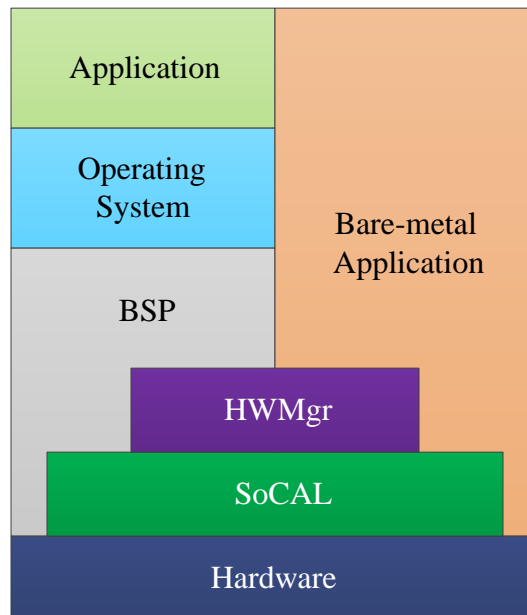 Application
Operating
System
Bare-metal
Application
BSP
HWMgr
SoCAL
Hardware